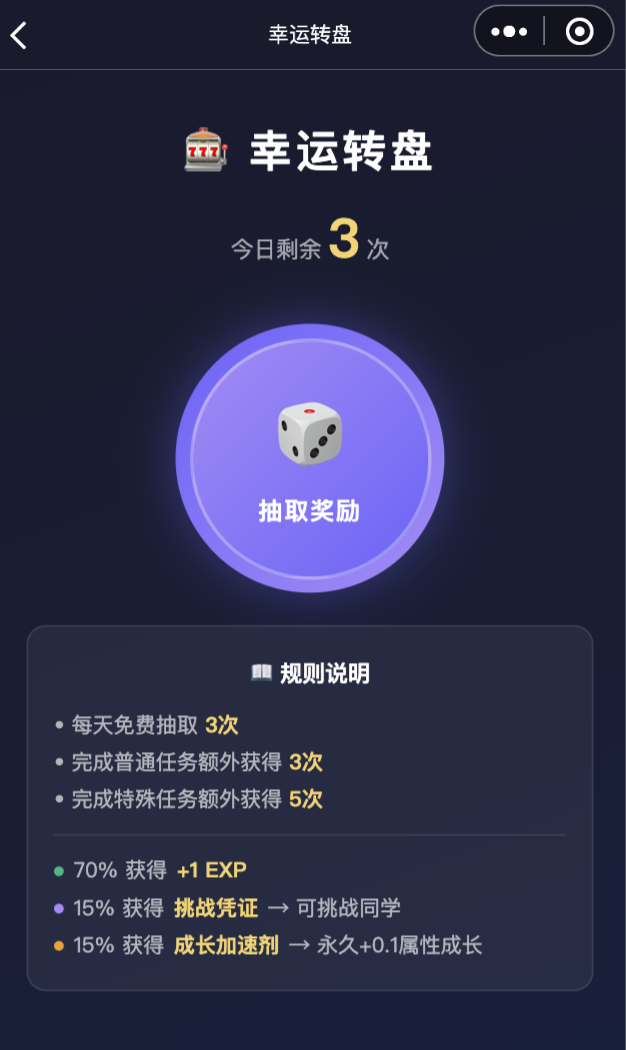 幸运转盘
🎰 幸运转盘
今日剩余 3 次
抽取奖励
📖 规则说明
• 每天免费抽取 3次
• 完成普通任务额外获得 3次
• 完成特殊任务额外获得 5次
70% 获得 +1 EXP
15% 获得 挑战凭证 → 可挑战同学
15% 获得 成长加速剂 → 永久+0.1属性成长